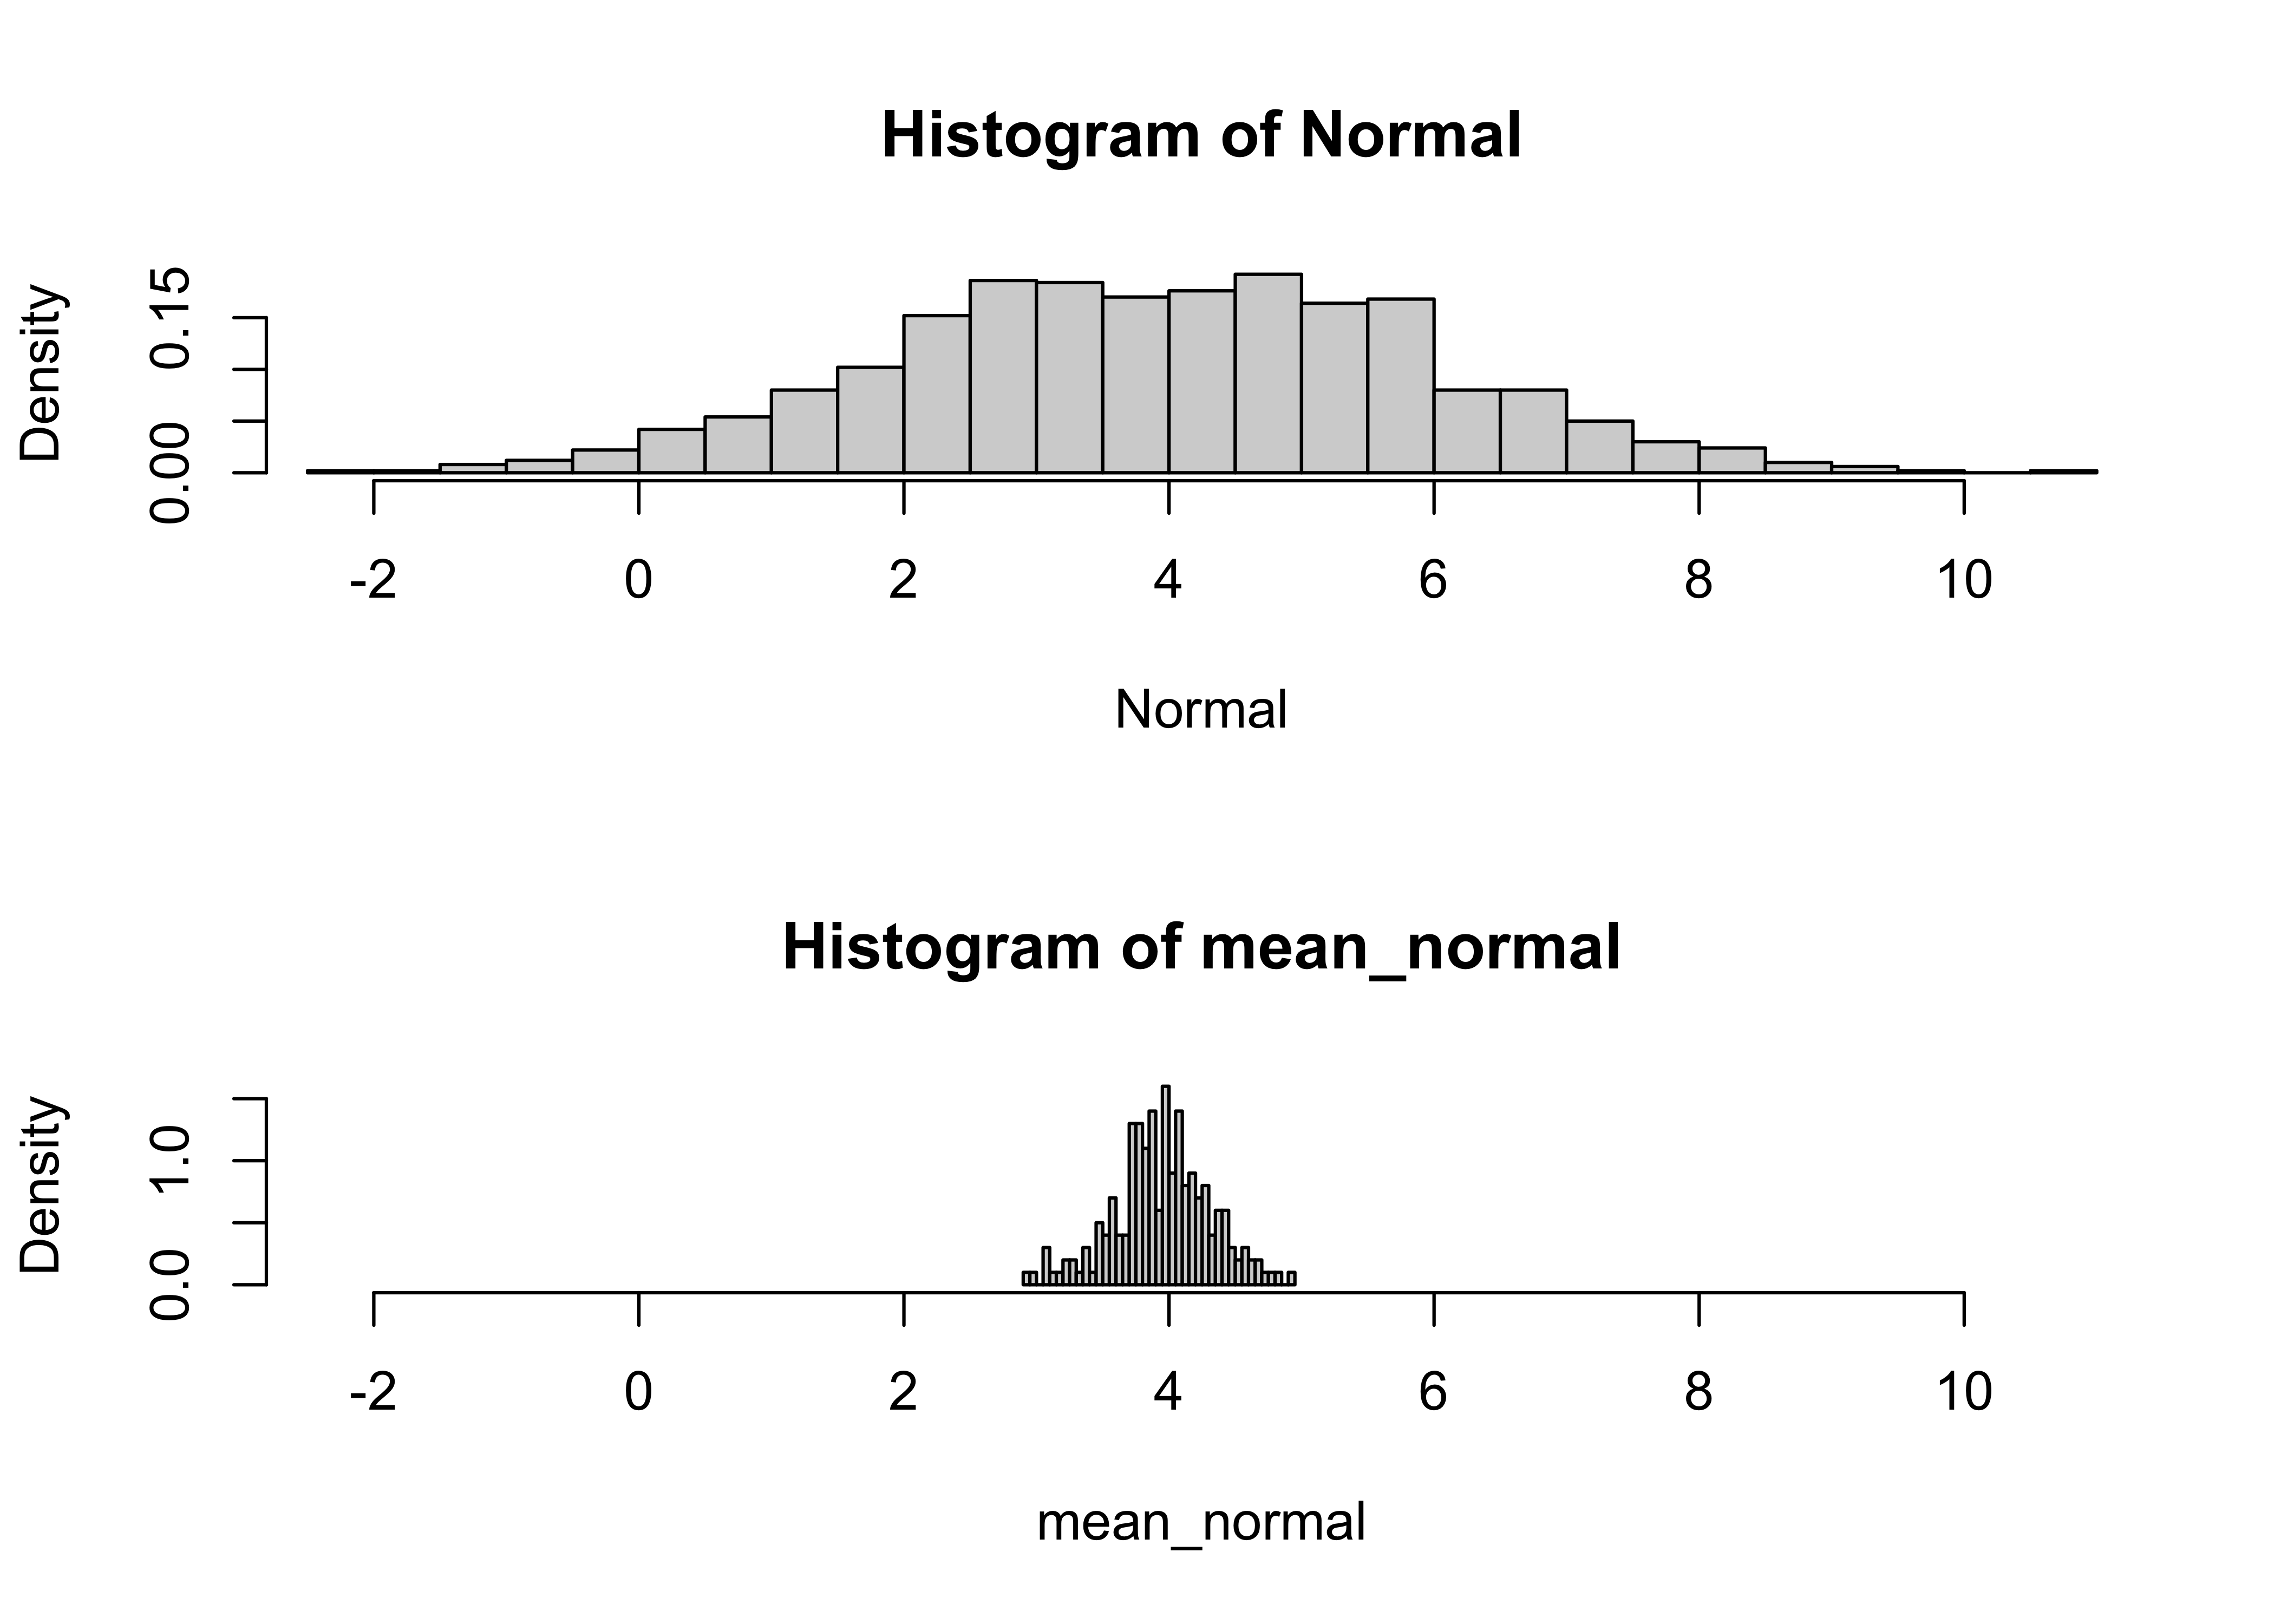 Histogram of Normal
Density
0.00 0.15
-2 0 2 4 6 8 10
Normal
Histogram of mean_normal
Density
0.0 1.0
-2 0 2 4 6 8 10
mean_normal